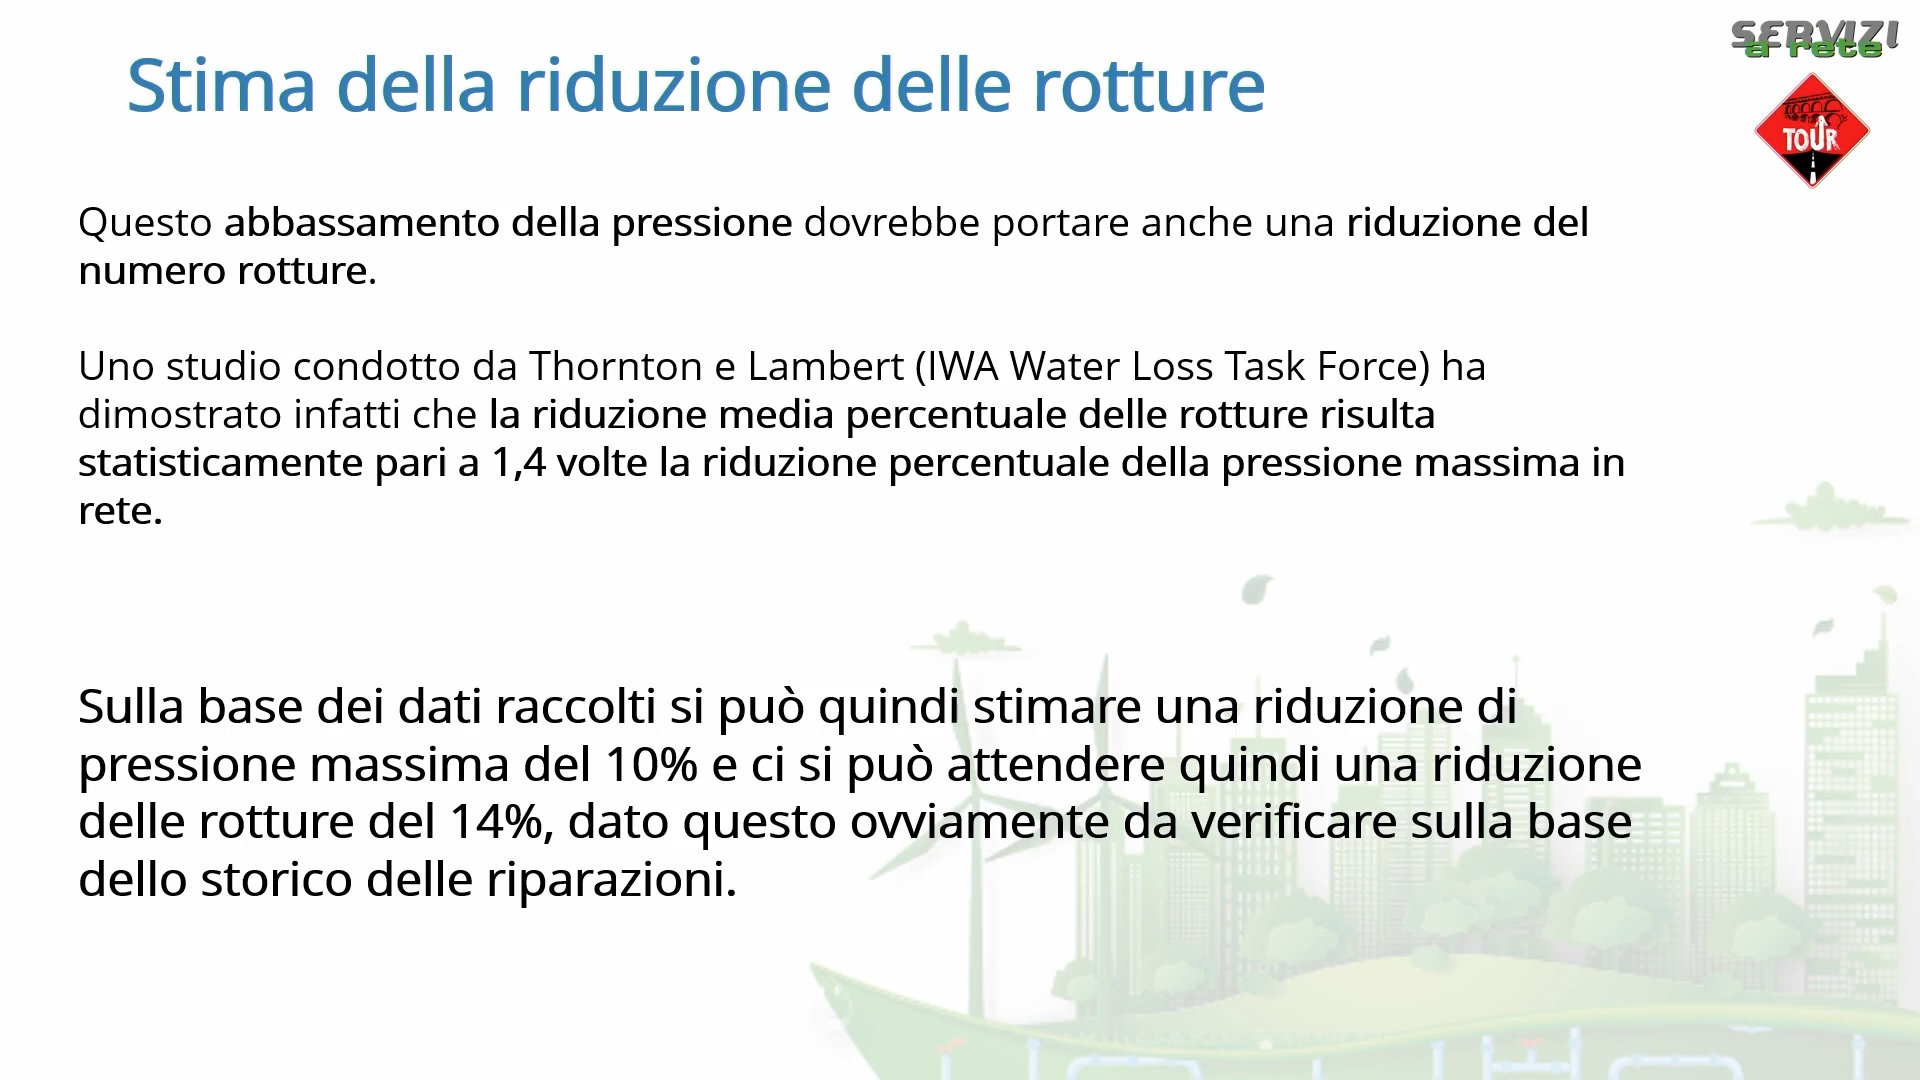 SERVIZI
a rete
TOUR
Stima della riduzione delle rotture
Questo abbassamento della pressione dovrebbe portare anche una riduzione del
numero rotture.
Uno studio condotto da Thornton e Lambert (IWA Water Loss Task Force) ha
dimostrato infatti che la riduzione media percentuale delle rotture risulta
statisticamente pari a 1,4 volte la riduzione percentuale della pressione massima in
rete.
Sulla base dei dati raccolti si può quindi stimare una riduzione di
pressione massima del 10% e ci si può attendere quindi una riduzione
delle rotture del 14%, dato questo ovviamente da verificare sulla base
dello storico delle riparazioni.